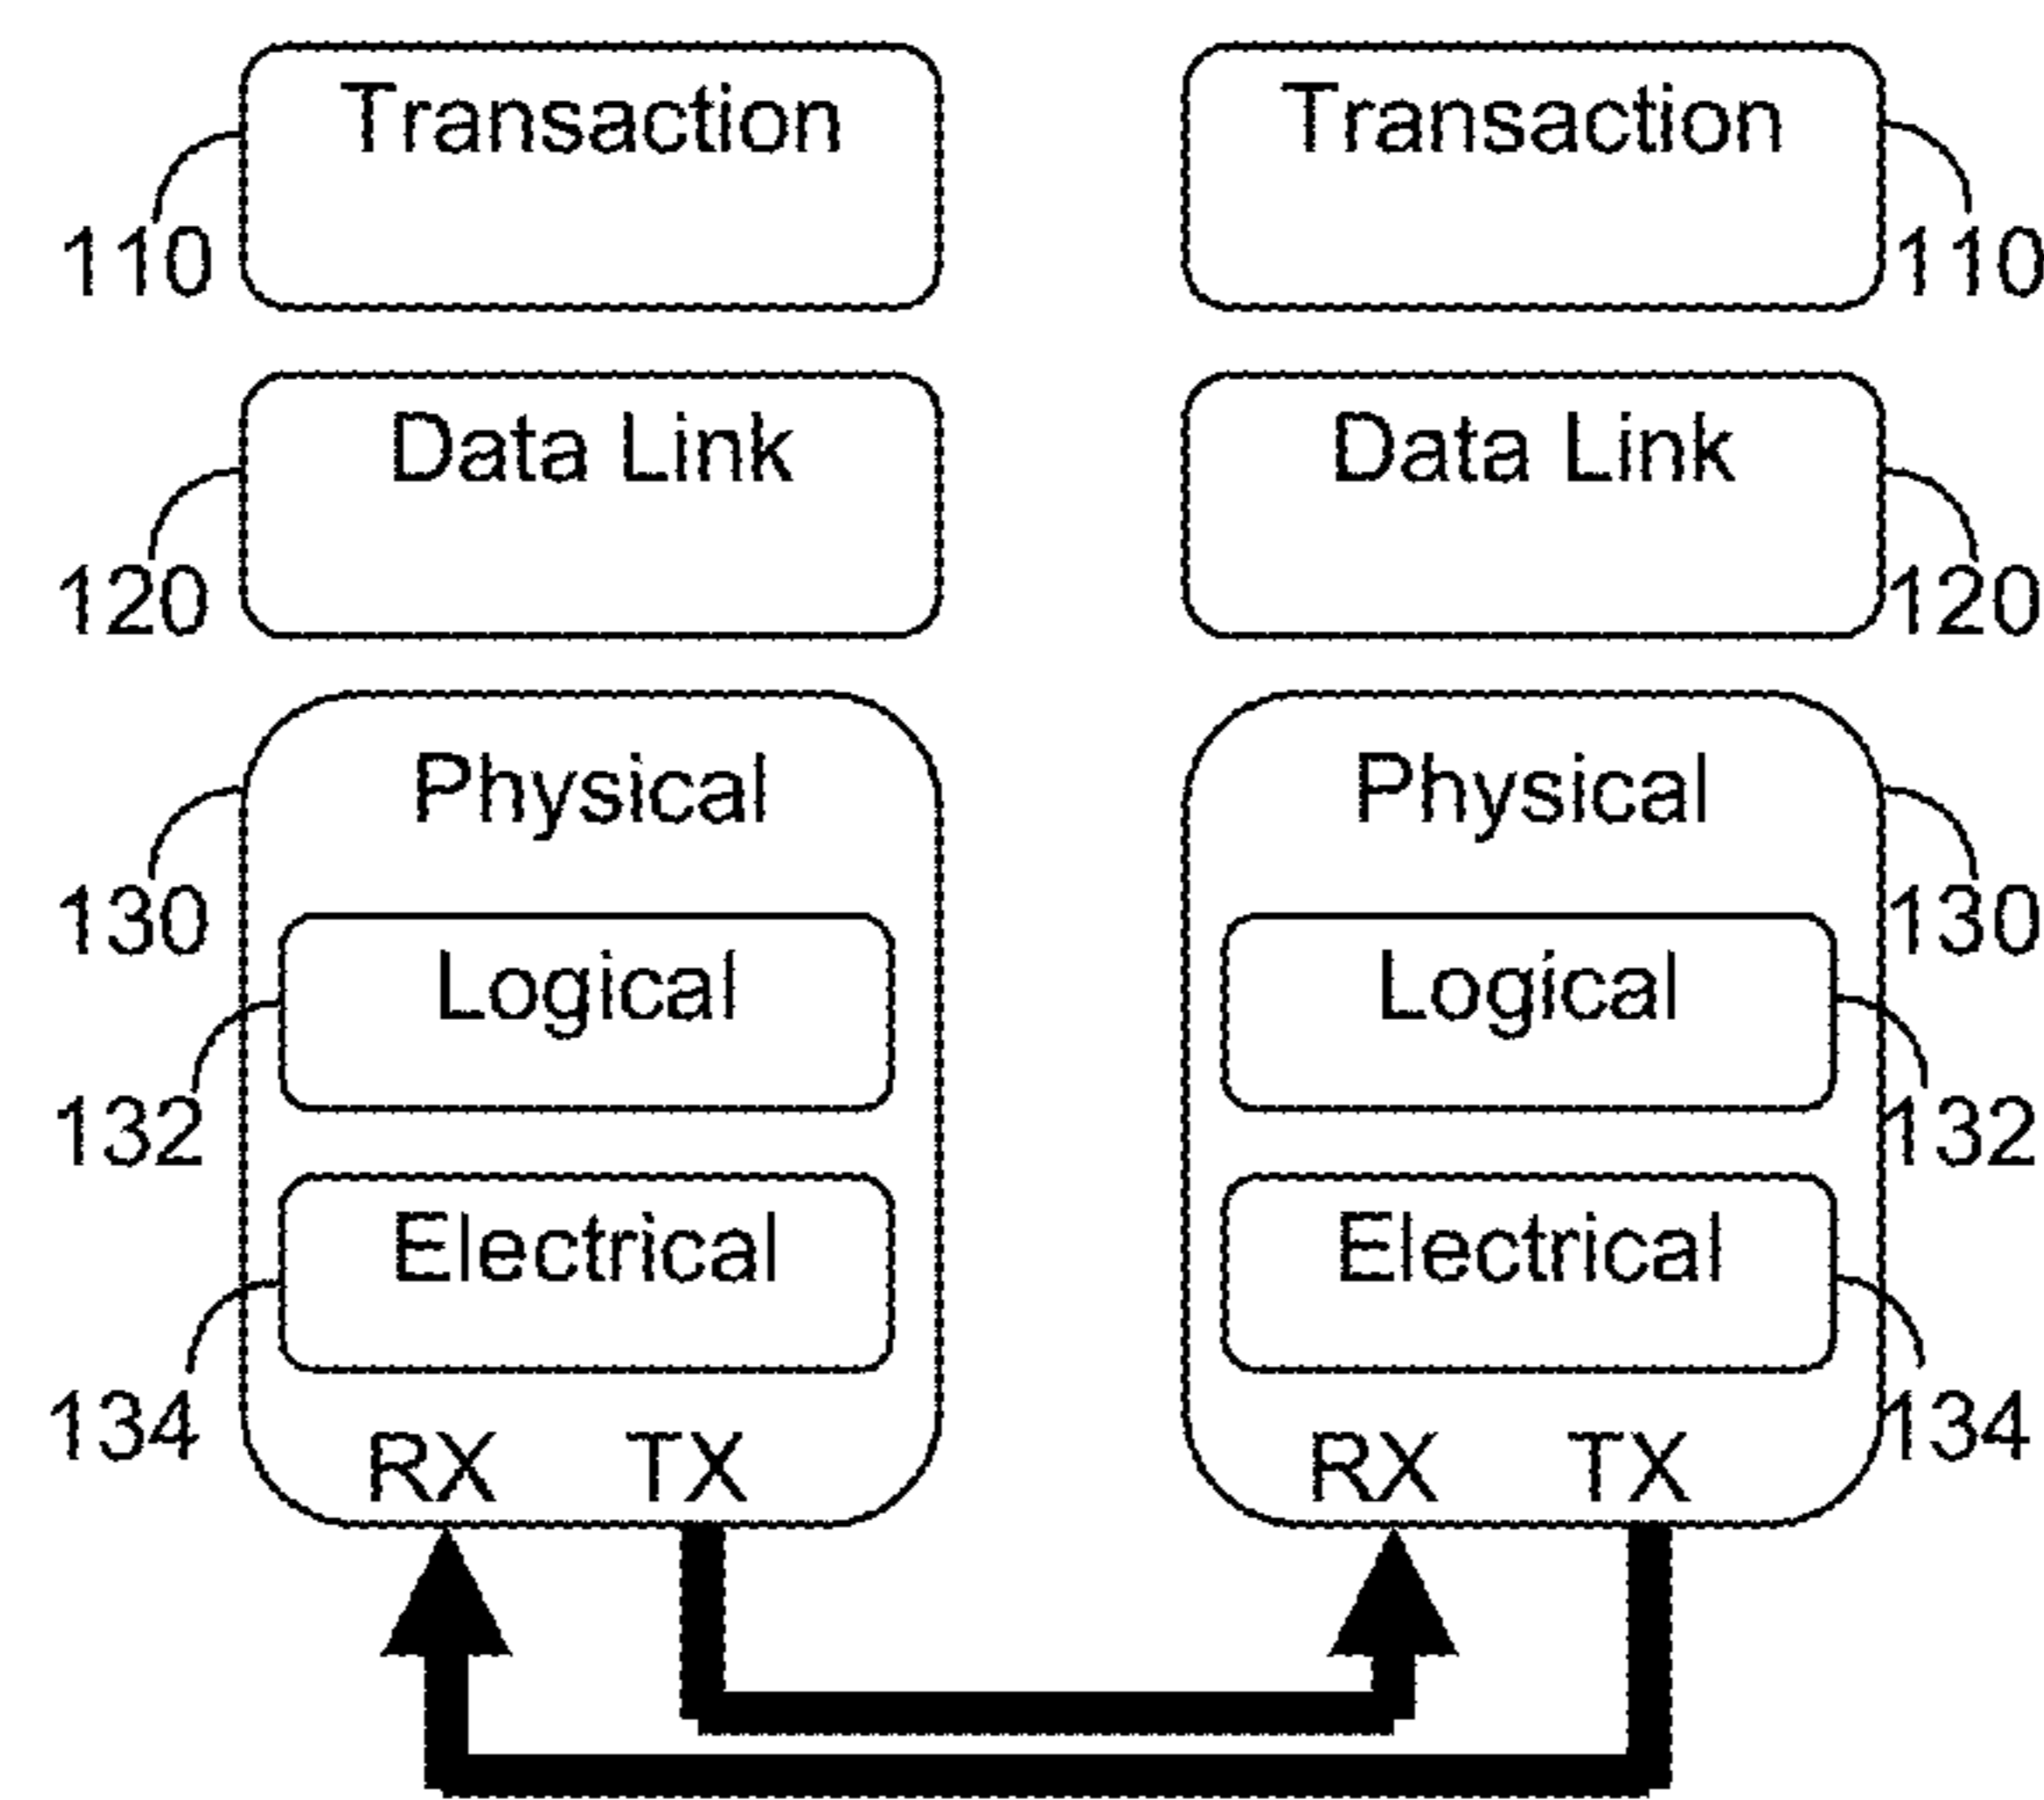 Transaction Transaction
110 110
Data Link Data Link
120 120
Physical Physical
130 130
Logical Logical
132 132
Electrical Electrical
134 134
RX TX RX TX